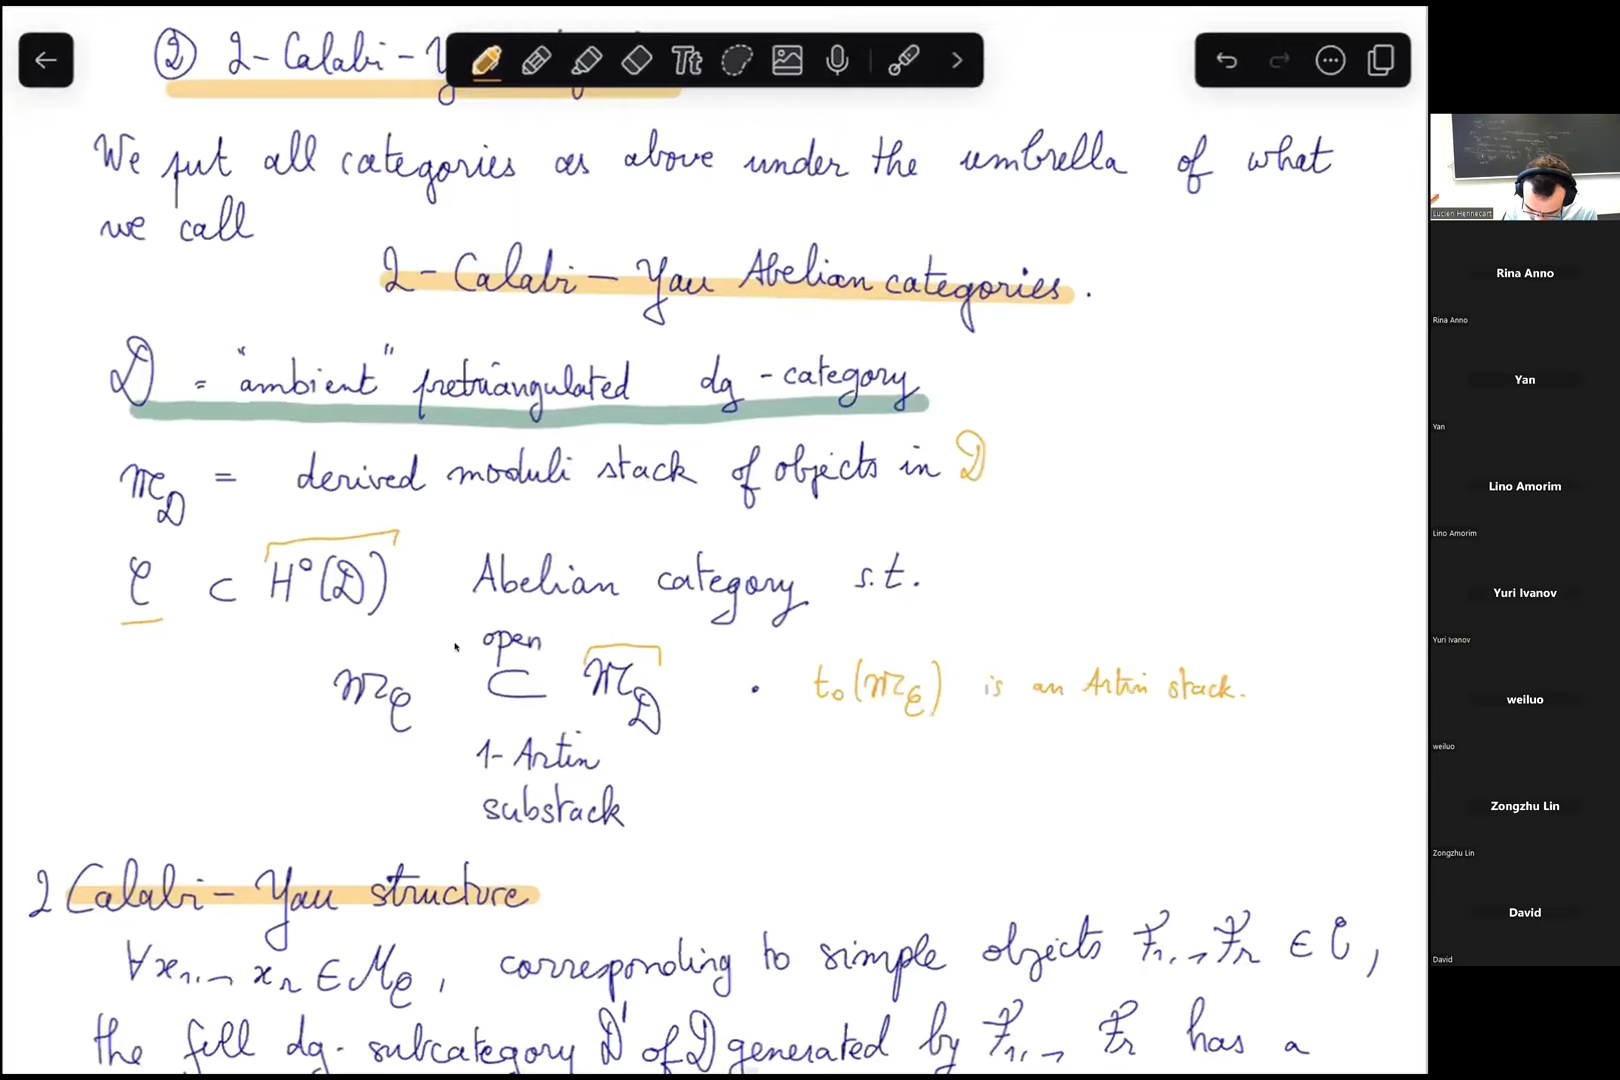 ② 2-Calabi-Y
We put all categories as above under the umbrella of what
we call
2-Calabi-Yau Abelian categories.
𝒟 = "ambient" pretriangulated dg-category
𝔐_𝒟 = derived moduli stack of objects in 𝒟
𝒞 ⊂ H⁰(𝒟) Abelian category s.t.
open
𝔐_𝒞 ⊂ 𝔐_𝒟 . t₀(𝔐_𝒞) is an Artin stack.
1-Artin
substack
2 Calabi-Yau structure
∀x₁,.., xᵣ ∈ ℳ_𝒞, corresponding to simple objects ℱ₁,.., ℱᵣ ∈ 𝒞,
the full dg-subcategory 𝒟' of 𝒟 generated by ℱ₁,.., ℱᵣ has a
Tt
Lucien Hennecart
Rina Anno
Rina Anno
Yan
Yan
Lino Amorim
Lino Amorim
Yuri Ivanov
Yuri Ivanov
weiluo
weiluo
Zongzhu Lin
Zongzhu Lin
David
David